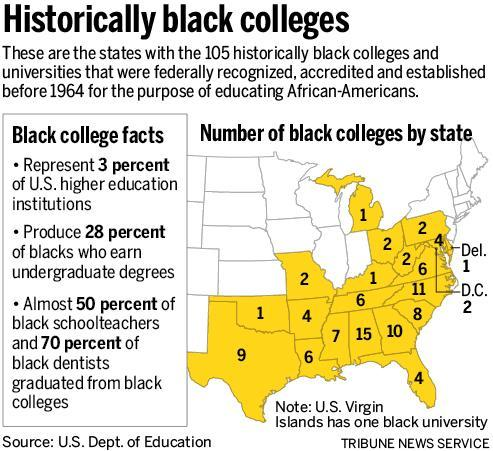 Historically black colleges
These are the states with the 105 historically black colleges and
universities that were federally recognized, accredited and established
before 1964 for the purpose of educating African-Americans.
Black college facts
• Represent 3 percent
of U.S. higher education
institutions
• Produce 28 percent
of blacks who earn
undergraduate degrees
• Almost 50 percent of
black schoolteachers
and 70 percent of
black dentists
graduated from black
colleges
Number of black colleges by state
1
2
2
4
Del.
1
2
6
D.C.
2
2
1
11
6
1
4
8
9
6
7
15
10
4
Note: U.S. Virgin
Islands has one black university
Source: U.S. Dept. of Education
TRIBUNE NEWS SERVICE